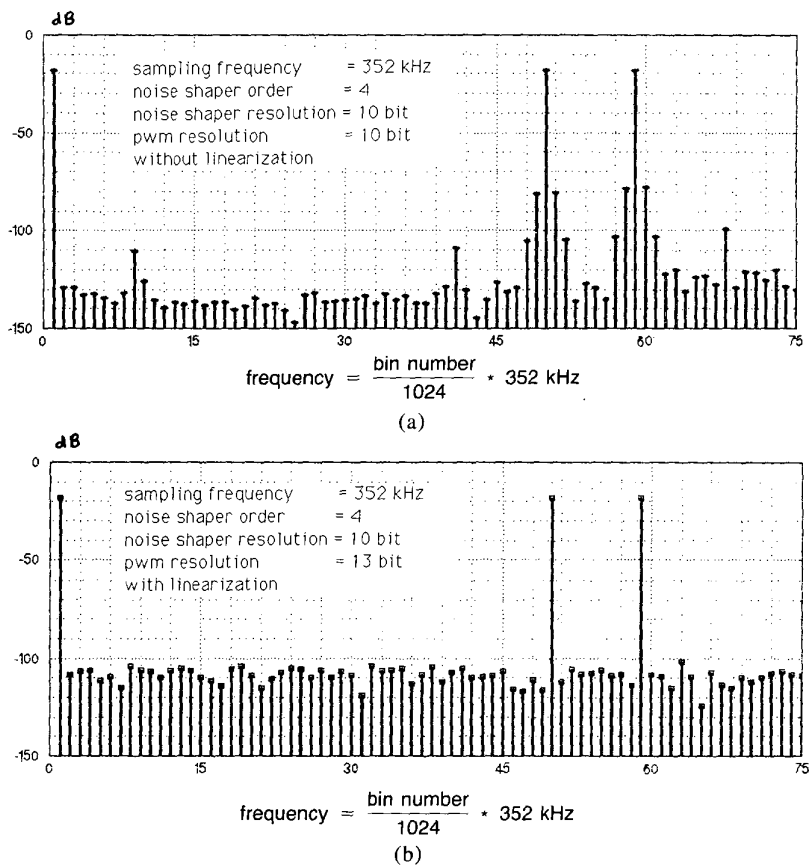 dB
0
-50
-100
-150
sampling frequency = 352 kHz
noise shaper order = 4
noise shaper resolution = 10 bit
pwm resolution = 10 bit
without linearization
0 15 30 45 60 75
frequency = bin number / 1024 * 352 kHz
(a)
dB
0
-50
-100
-150
sampling frequency = 352 kHz
noise shaper order = 4
noise shaper resolution = 10 bit
pwm resolution = 13 bit
with linearization
0 15 30 45 60 75
frequency = bin number / 1024 * 352 kHz
(b)